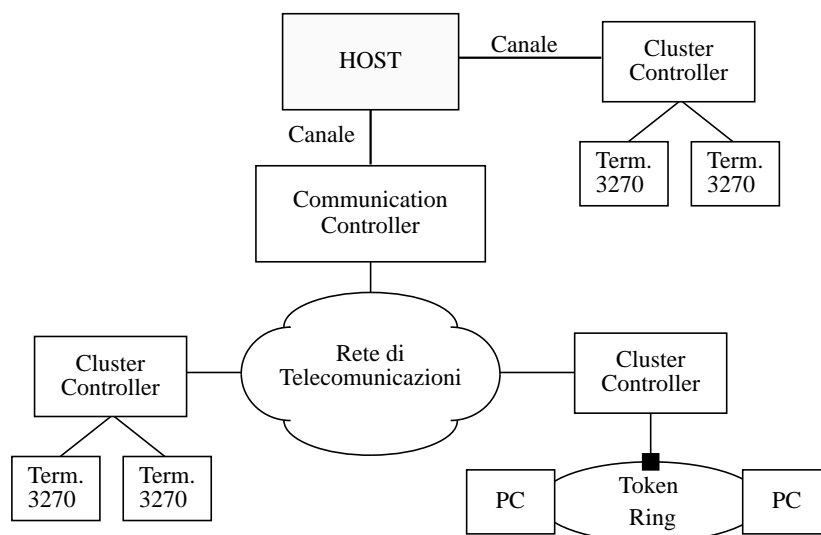 HOST
Canale
Cluster
Controller
Canale
Term.
3270
Term.
3270
Communication
Controller
Rete di
Telecomunicazioni
Cluster
Controller
Cluster
Controller
Term.
3270
Term.
3270
PC
Token
Ring
PC